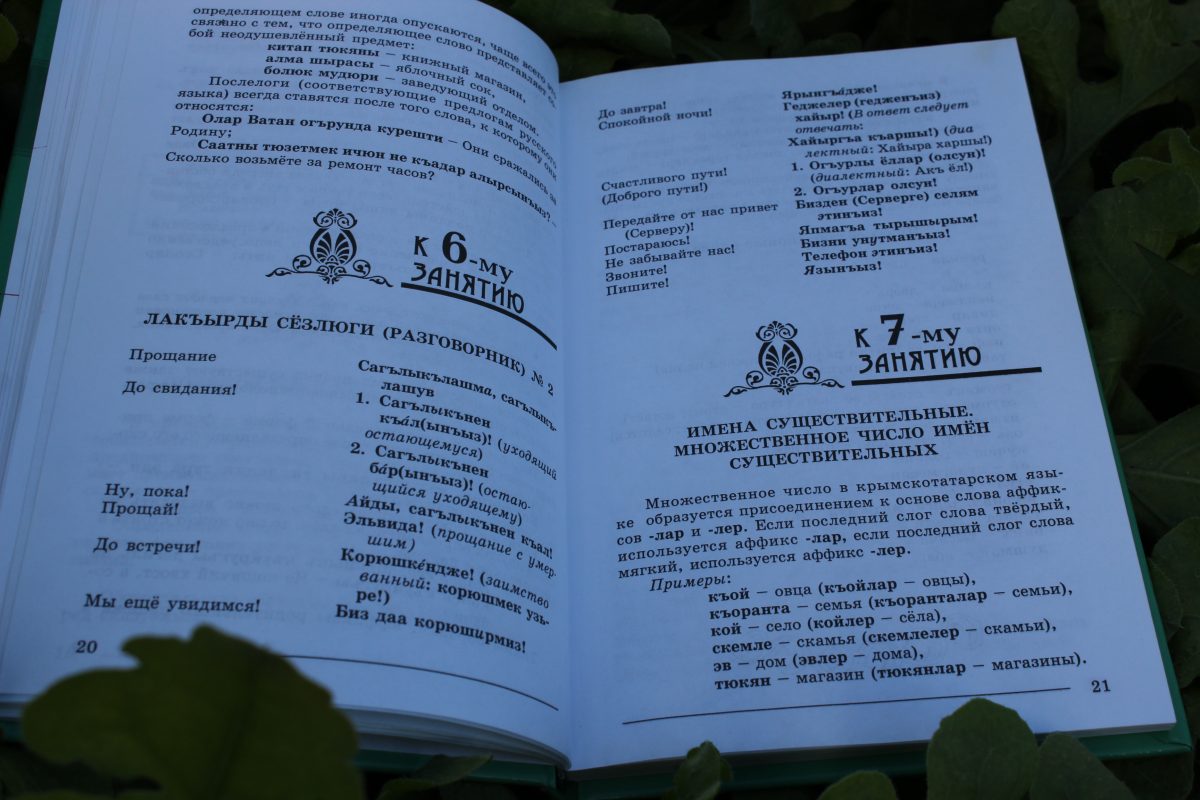 определяющем слове иногда опускаются, чаще всего это
связано с тем, что определяющее слово представляет со-
бой неодушевлённый предмет:
китап тюкяны – книжный магазин,
алма шырасы – яблочный сок,
болюк мудюри – заведующий отделом.
Послелоги (соответствующие предлогам русского
языка) всегда ставятся после того слова, к которому они
относятся:
Олар Ватан огърунда курешти – Они сражались за
Родину;
Саатны тюзетмек ичюн не къадар алырсынъыз? –
Сколько возьмёте за ремонт часов?
К 6-му
ЗАНЯТИЮ
ЛАКЪЫРДЫ СЁЗЛЮГИ (РАЗГОВОРНИК) № 2
Прощание
Сагълыкълашма, сагълыкъ-
лашув
До свидания!
1. Сагълыкънен
къáл(ынъыз)! (уходящий
остающемуся)
2. Сагълыкънен
бáр(ынъыз)! (остаю-
щийся уходящему)
Ну, пока!
Айды, сагълыкънен къал!
Прощай!
Эльвида! (прощание с умер-
шим)
До встречи!
Корюшкéндже! (заимство
ванный: корюшмек узь-
ре!)
Мы ещё увидимся!
Биз даа корюширмиз!
20
До завтра!
Ярынгъáдже!
Спокойной ночи!
Геджелер (гедженъиз)
хайыр! (В ответ следует
отвечать:
Хайыргъа къаршы!) (диа
лектный: Хайыра харшы!)
Счастливого пути!
1. Огъурлы ёллар (олсун)!
(Доброго пути!)
(диалектный: Акъ ёл!)
2. Огъурлар олсун!
Передайте от нас привет
Бизден (Серверге) селям
(Серверу)!
этинъиз!
Постараюсь!
Япмагъа тырышырым!
Не забывайте нас!
Бизни унутманъыз!
Звоните!
Телефон этинъиз!
Пишите!
Язынъыз!
К 7-му
ЗАНЯТИЮ
ИМЕНА СУЩЕСТВИТЕЛЬНЫЕ.
МНОЖЕСТВЕННОЕ ЧИСЛО ИМЁН
СУЩЕСТВИТЕЛЬНЫХ
Множественное число в крымскотатарском язы-
ке образуется присоединением к основе слова аффик-
сов -лар и -лер. Если последний слог слова твёрдый,
используется аффикс -лар, если последний слог слова
мягкий, используется аффикс -лер.
Примеры:
къой – овца (къойлар – овцы),
къоранта – семья (къоранталар – семьи),
кой – село (койлер – сёла),
скемле – скамья (скемлелер – скамьи),
эв – дом (эвлер – дома),
тюкян – магазин (тюкянлар – магазины).
21